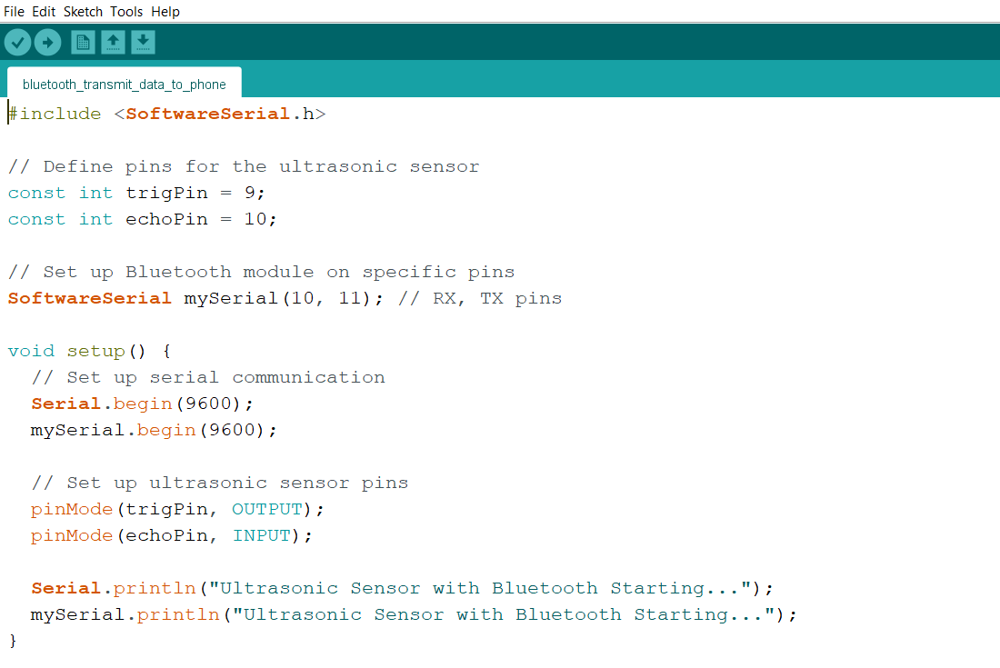 File Edit Sketch Tools Help
bluetooth_transmit_data_to_phone
#include <SoftwareSerial.h>
// Define pins for the ultrasonic sensor
const int trigPin = 9;
const int echoPin = 10;
// Set up Bluetooth module on specific pins
SoftwareSerial mySerial(10, 11); // RX, TX pins
void setup() {
  // Set up serial communication
  Serial.begin(9600);
  mySerial.begin(9600);
  // Set up ultrasonic sensor pins
  pinMode(trigPin, OUTPUT);
  pinMode(echoPin, INPUT);
  Serial.println("Ultrasonic Sensor with Bluetooth Starting...");
  mySerial.println("Ultrasonic Sensor with Bluetooth Starting...");
}